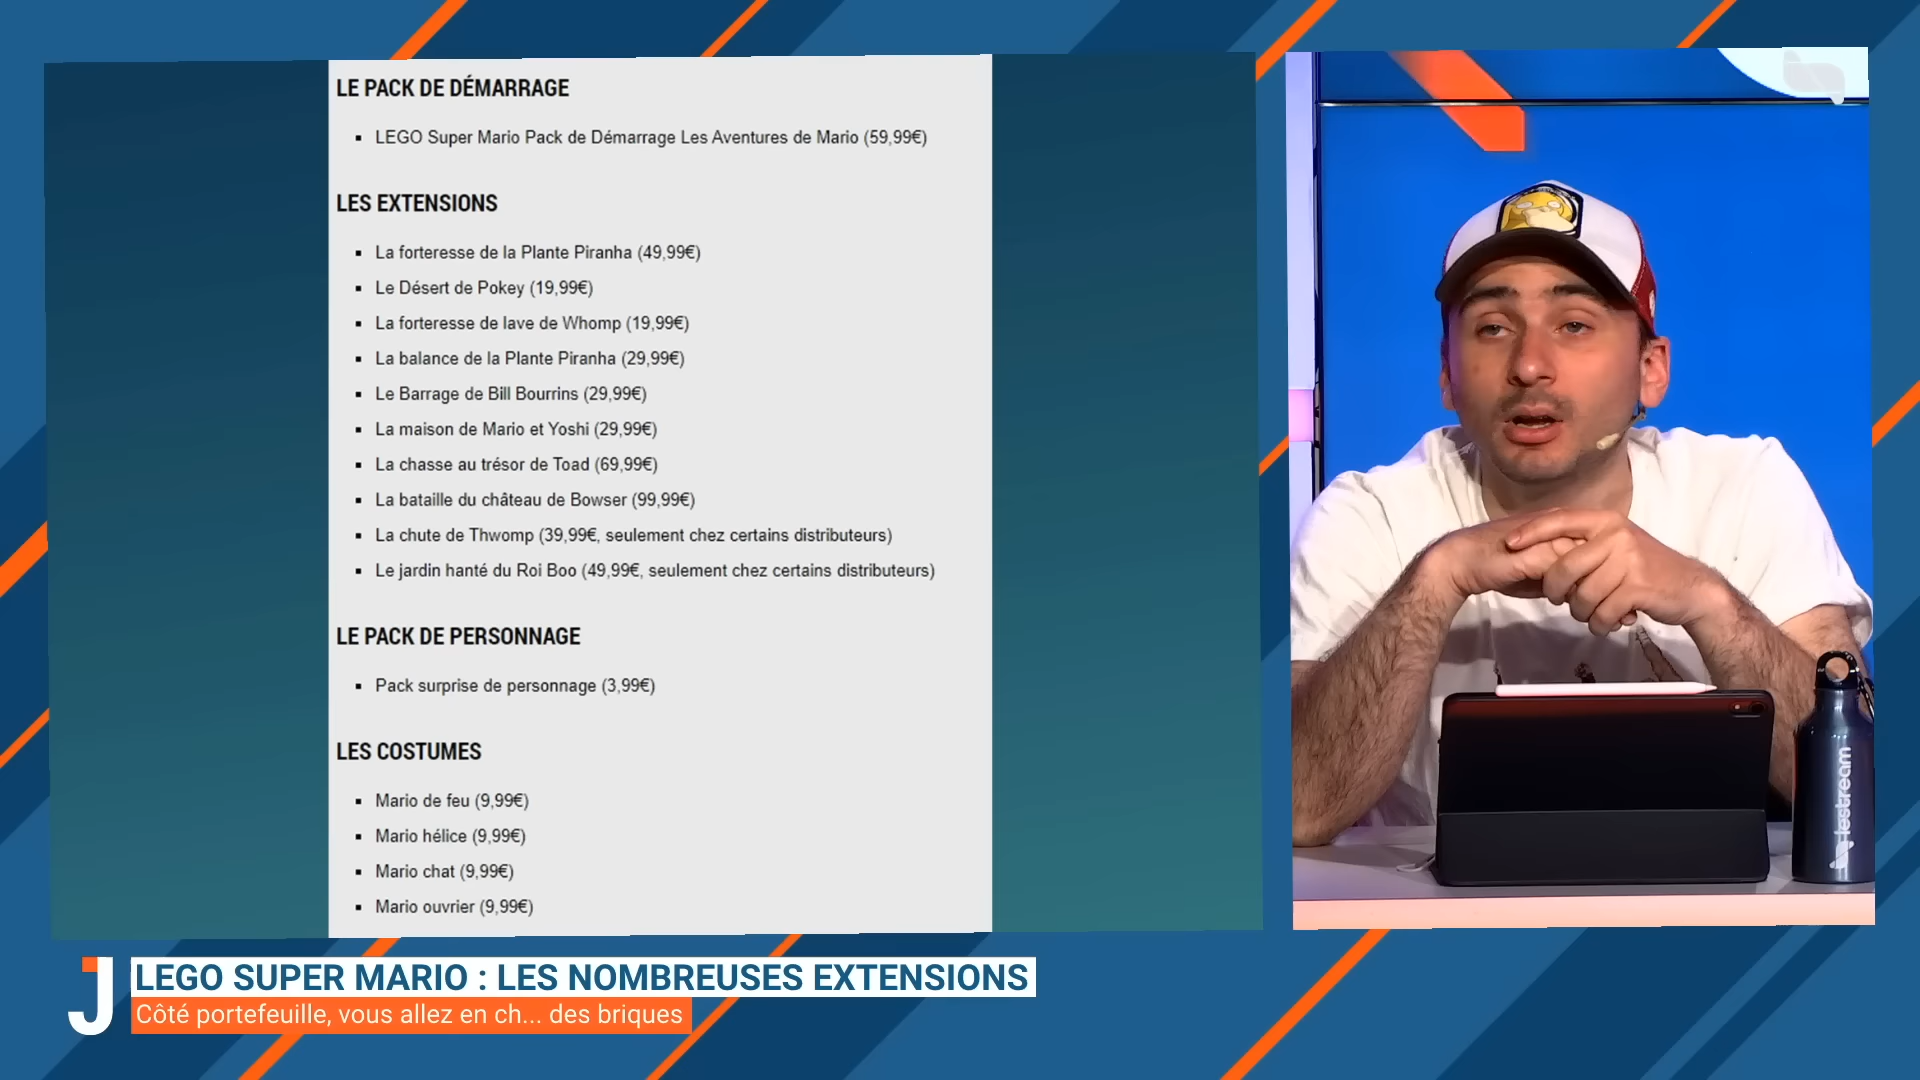 LE PACK DE DÉMARRAGE
LEGO Super Mario Pack de Démarrage Les Aventures de Mario (59,99€)
LES EXTENSIONS
La forteresse de la Plante Piranha (49,99€)
Le Désert de Pokey (19,99€)
La forteresse de lave de Whomp (19,99€)
La balance de la Plante Piranha (29,99€)
Le Barrage de Bill Bourrins (29,99€)
La maison de Mario et Yoshi (29,99€)
La chasse au trésor de Toad (69,99€)
La bataille du château de Bowser (99,99€)
La chute de Thwomp (39,99€, seulement chez certains distributeurs)
Le jardin hanté du Roi Boo (49,99€, seulement chez certains distributeurs)
LE PACK DE PERSONNAGE
Pack surprise de personnage (3,99€)
LES COSTUMES
Mario de feu (9,99€)
Mario hélice (9,99€)
Mario chat (9,99€)
Mario ouvrier (9,99€)
lestream
J
LEGO SUPER MARIO : LES NOMBREUSES EXTENSIONS
Côté portefeuille, vous allez en ch... des briques